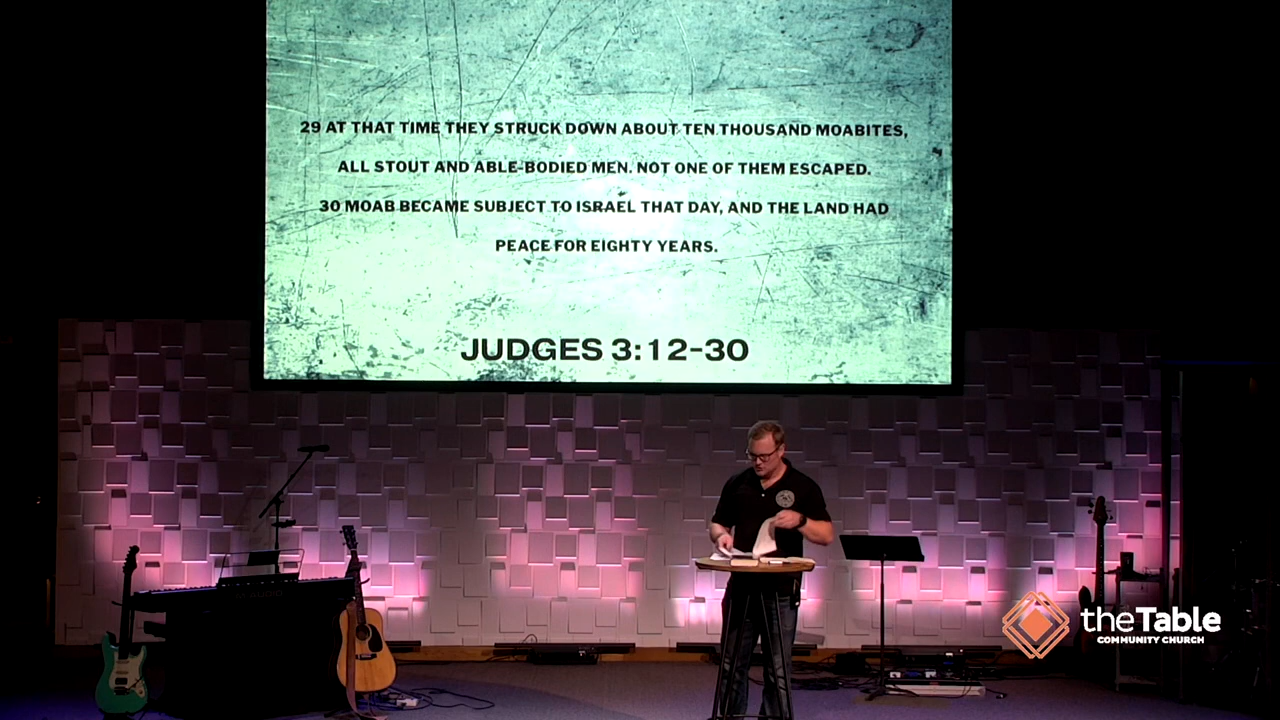 29 AT THAT TIME THEY STRUCK DOWN ABOUT TEN THOUSAND MOABITES,
ALL STOUT AND ABLE-BODIED MEN. NOT ONE OF THEM ESCAPED.
30 MOAB BECAME SUBJECT TO ISRAEL THAT DAY, AND THE LAND HAD
PEACE FOR EIGHTY YEARS.
JUDGES 3:12-30
M-AUDIO
theTable
COMMUNITY CHURCH